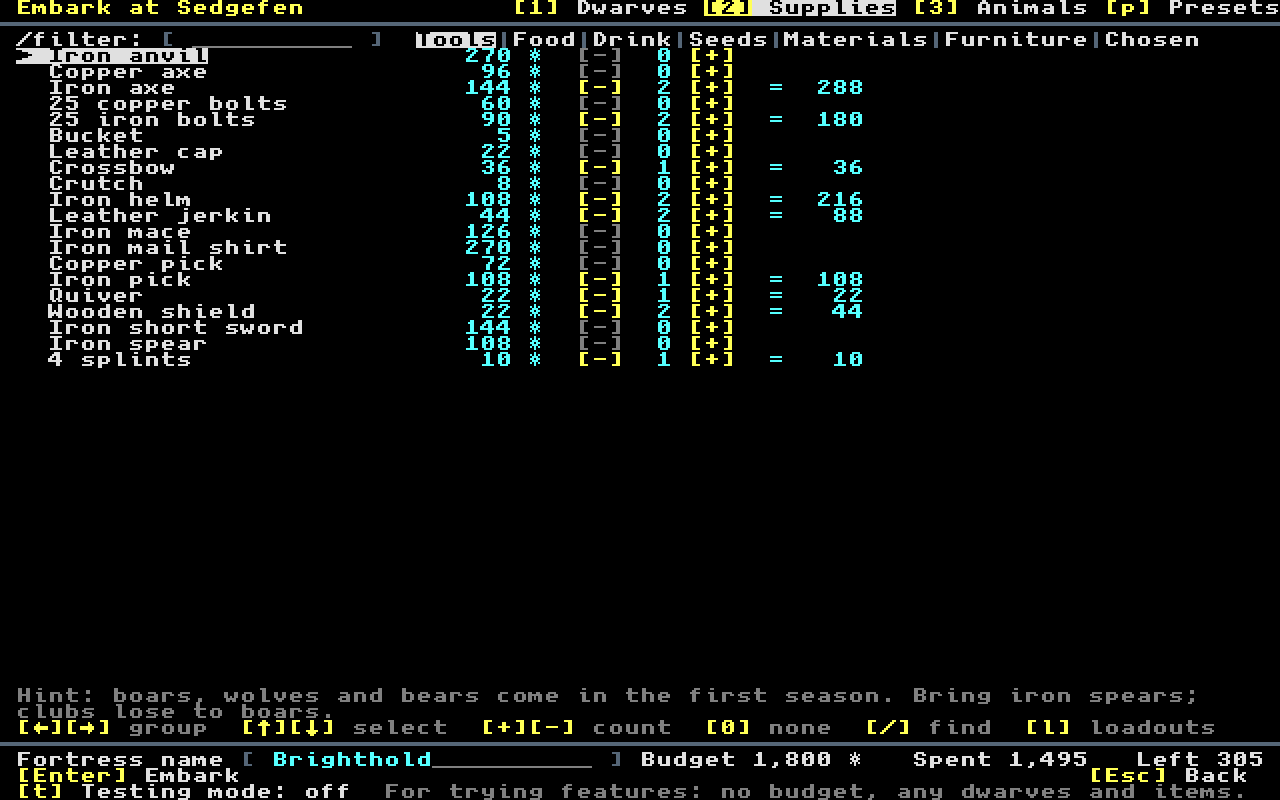 Embark at Sedgefen [1] Dwarves [2] Supplies [3] Animals [p] Presets
/filter: [ ____________ ] Tools|Food|Drink|Seeds|Materials|Furniture|Chosen
> Iron anvil 270 * [-] 0 [+]
Copper axe 96 * [-] 0 [+]
Iron axe 144 * [-] 2 [+] = 288
25 copper bolts 60 * [-] 0 [+]
25 iron bolts 90 * [-] 2 [+] = 180
Bucket 5 * [-] 0 [+]
Leather cap 22 * [-] 0 [+]
Crossbow 36 * [-] 1 [+] = 36
Crutch 8 * [-] 0 [+]
Iron helm 108 * [-] 2 [+] = 216
Leather jerkin 44 * [-] 2 [+] = 88
Iron mace 126 * [-] 0 [+]
Iron mail shirt 270 * [-] 0 [+]
Copper pick 72 * [-] 0 [+]
Iron pick 108 * [-] 1 [+] = 108
Quiver 22 * [-] 1 [+] = 22
Wooden shield 22 * [-] 2 [+] = 44
Iron short sword 144 * [-] 0 [+]
Iron spear 108 * [-] 0 [+]
4 splints 10 * [-] 1 [+] = 10
Hint: boars, wolves and bears come in the first season. Bring iron spears;
clubs lose to boars.
[←][→] group [↑][↓] select [+][-] count [0] none [/] find [l] loadouts
Fortress name [ Brighthold__________ ] Budget 1,800 * Spent 1,495 Left 305
[Enter] Embark [Esc] Back
[t] Testing mode: off For trying features: no budget, any dwarves and items.